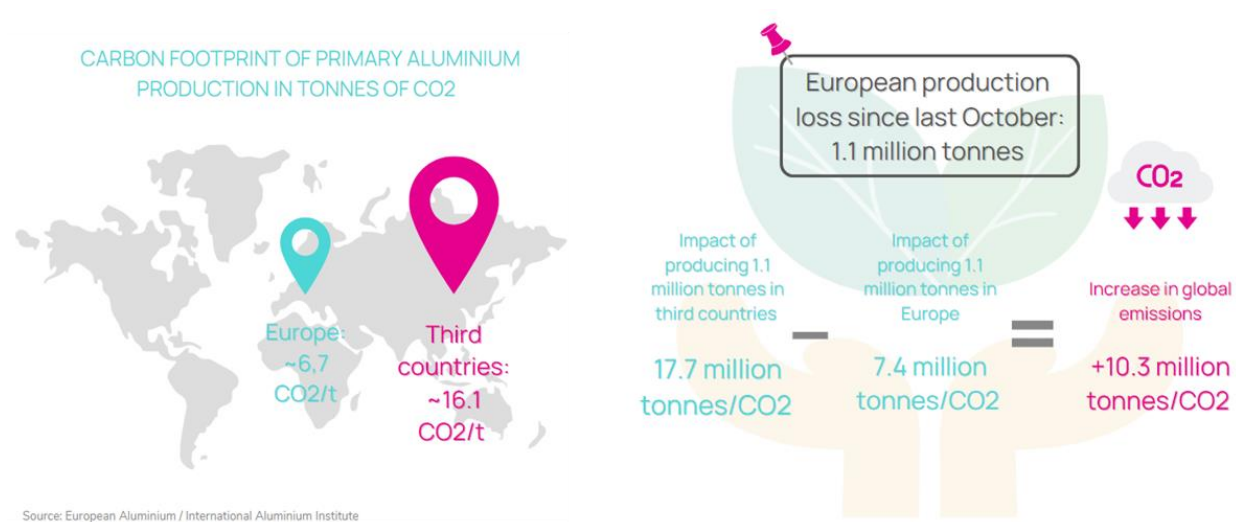 CARBON FOOTPRINT OF PRIMARY ALUMINIUM
PRODUCTION IN TONNES OF CO2
Europe:
~6,7
CO2/t
Third
countries:
~16.1
CO2/t
Source: European Aluminium / International Aluminium Institute
European production
loss since last October:
1.1 million tonnes
CO2
Impact of
producing 1.1
million tonnes in
third countries
17.7 million
tonnes/CO2
–
Impact of
producing 1.1
million tonnes in
Europe
7.4 million
tonnes/CO2
=
Increase in global
emissions
+10.3 million
tonnes/CO2